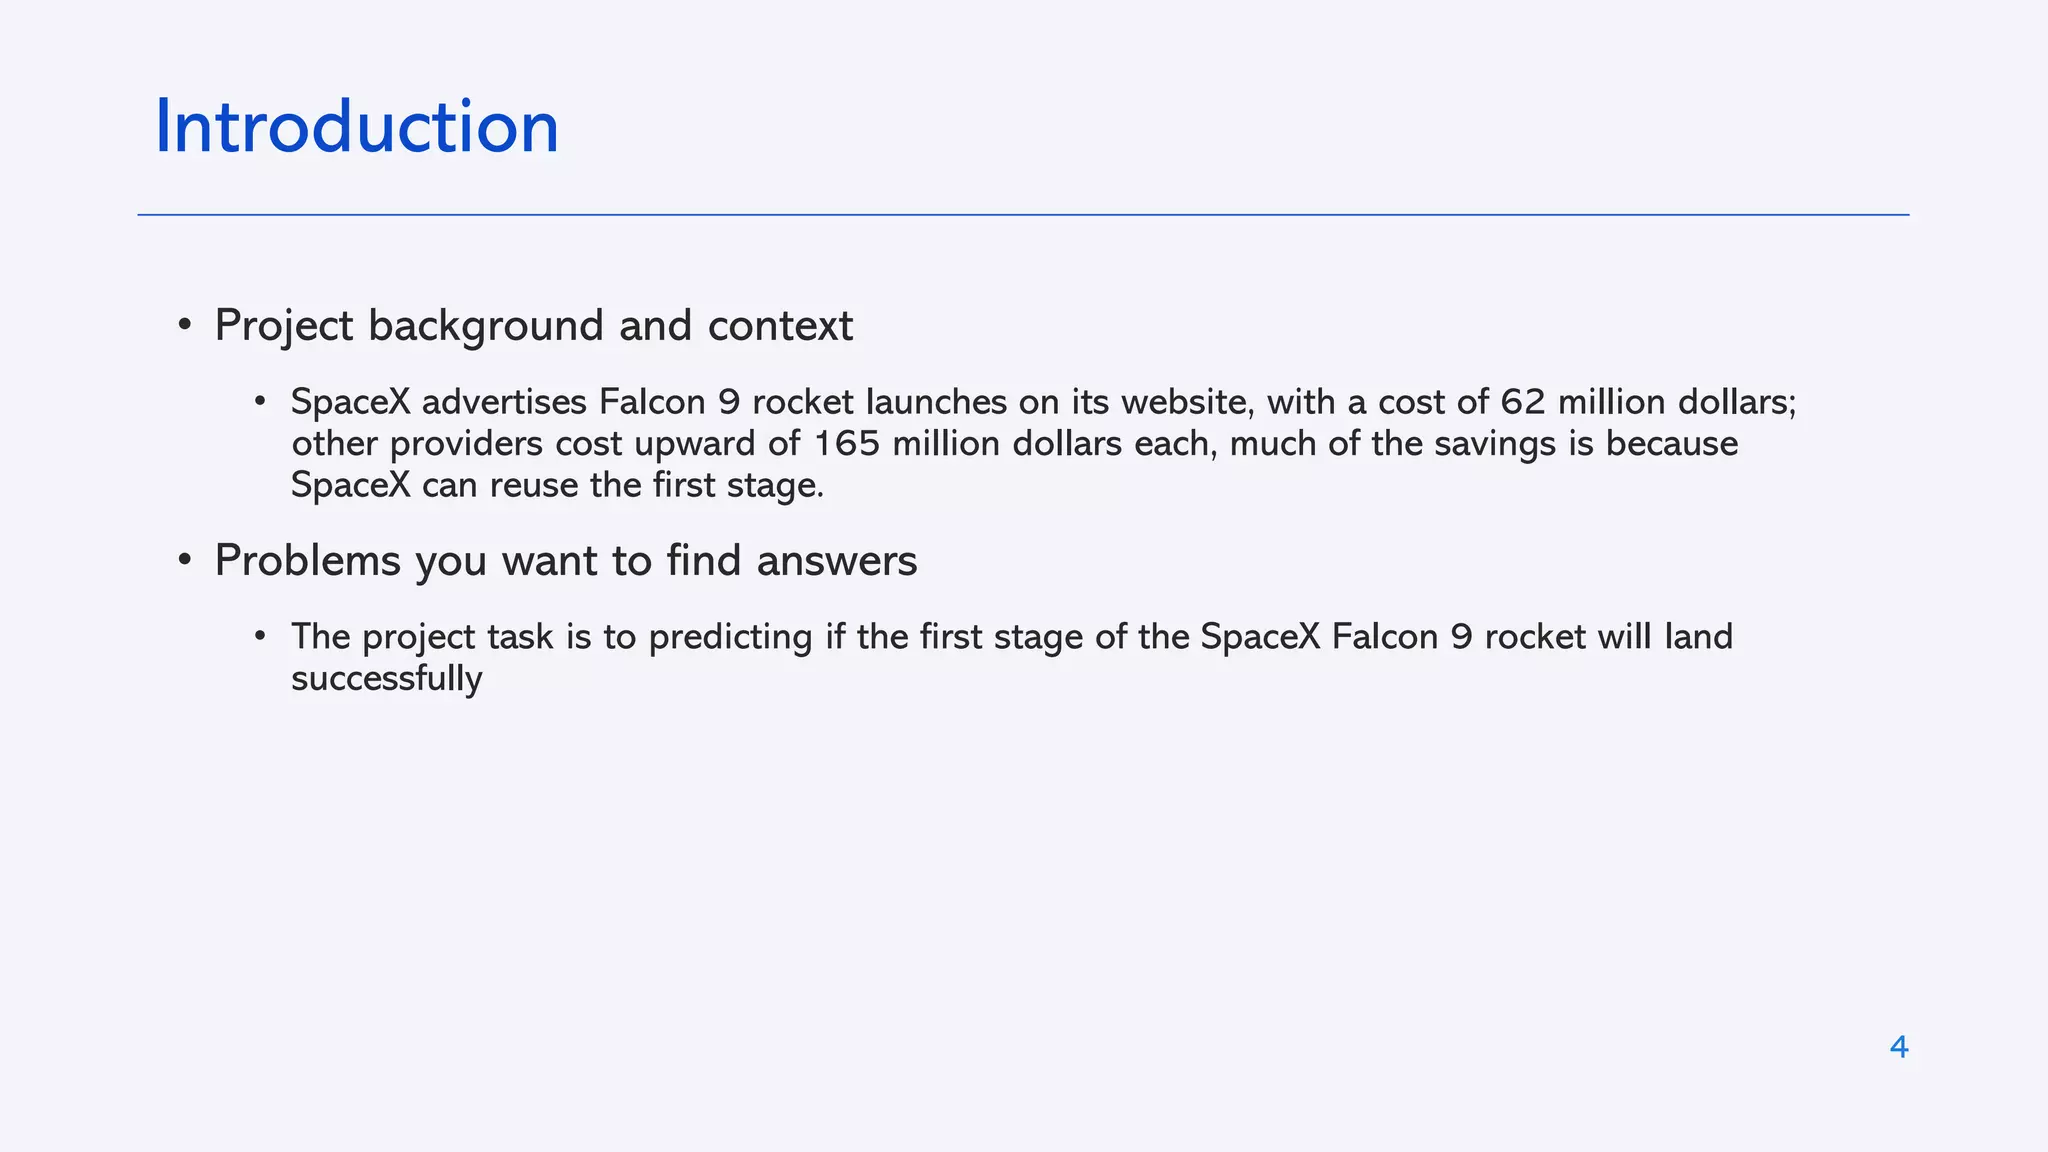 Introduction
• Project background and context
• SpaceX advertises Falcon 9 rocket launches on its website, with a cost of 62 million dollars;
other providers cost upward of 165 million dollars each, much of the savings is because
SpaceX can reuse the first stage.
• Problems you want to find answers
• The project task is to predicting if the first stage of the SpaceX Falcon 9 rocket will land
successfully
4